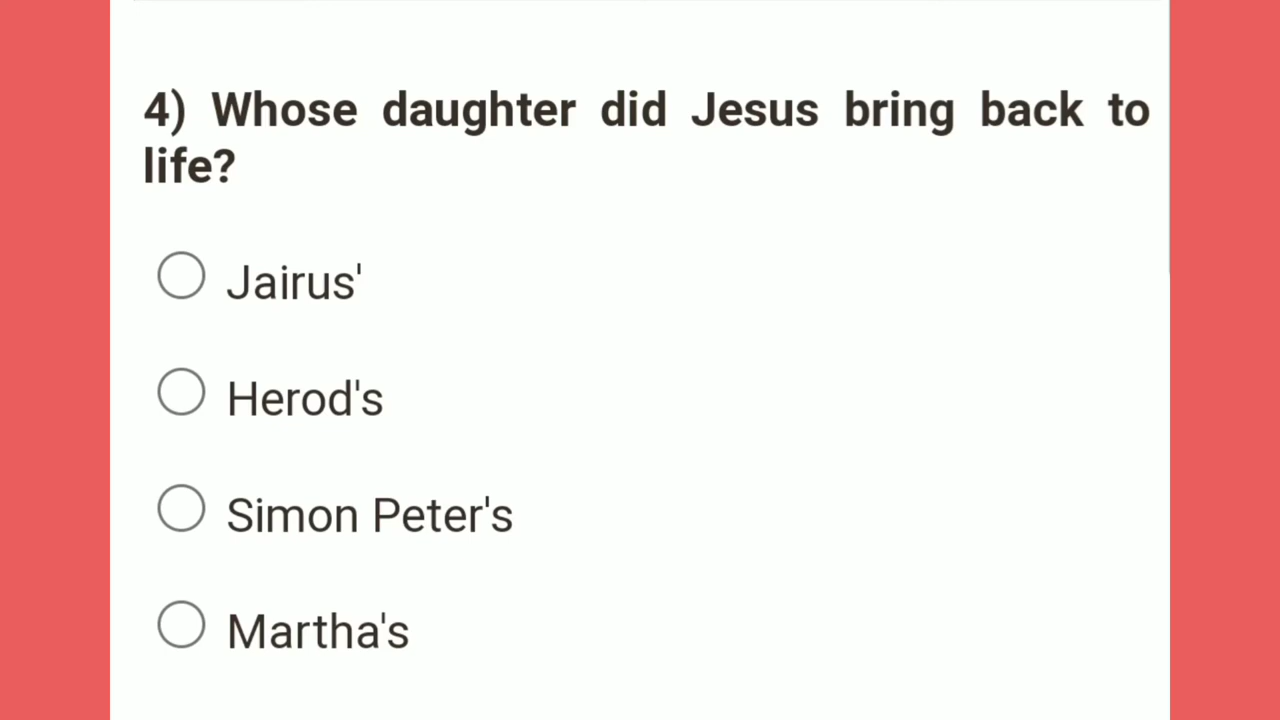 4) Whose daughter did Jesus bring back to
life?
Jairus'
Herod's
Simon Peter's
Martha's